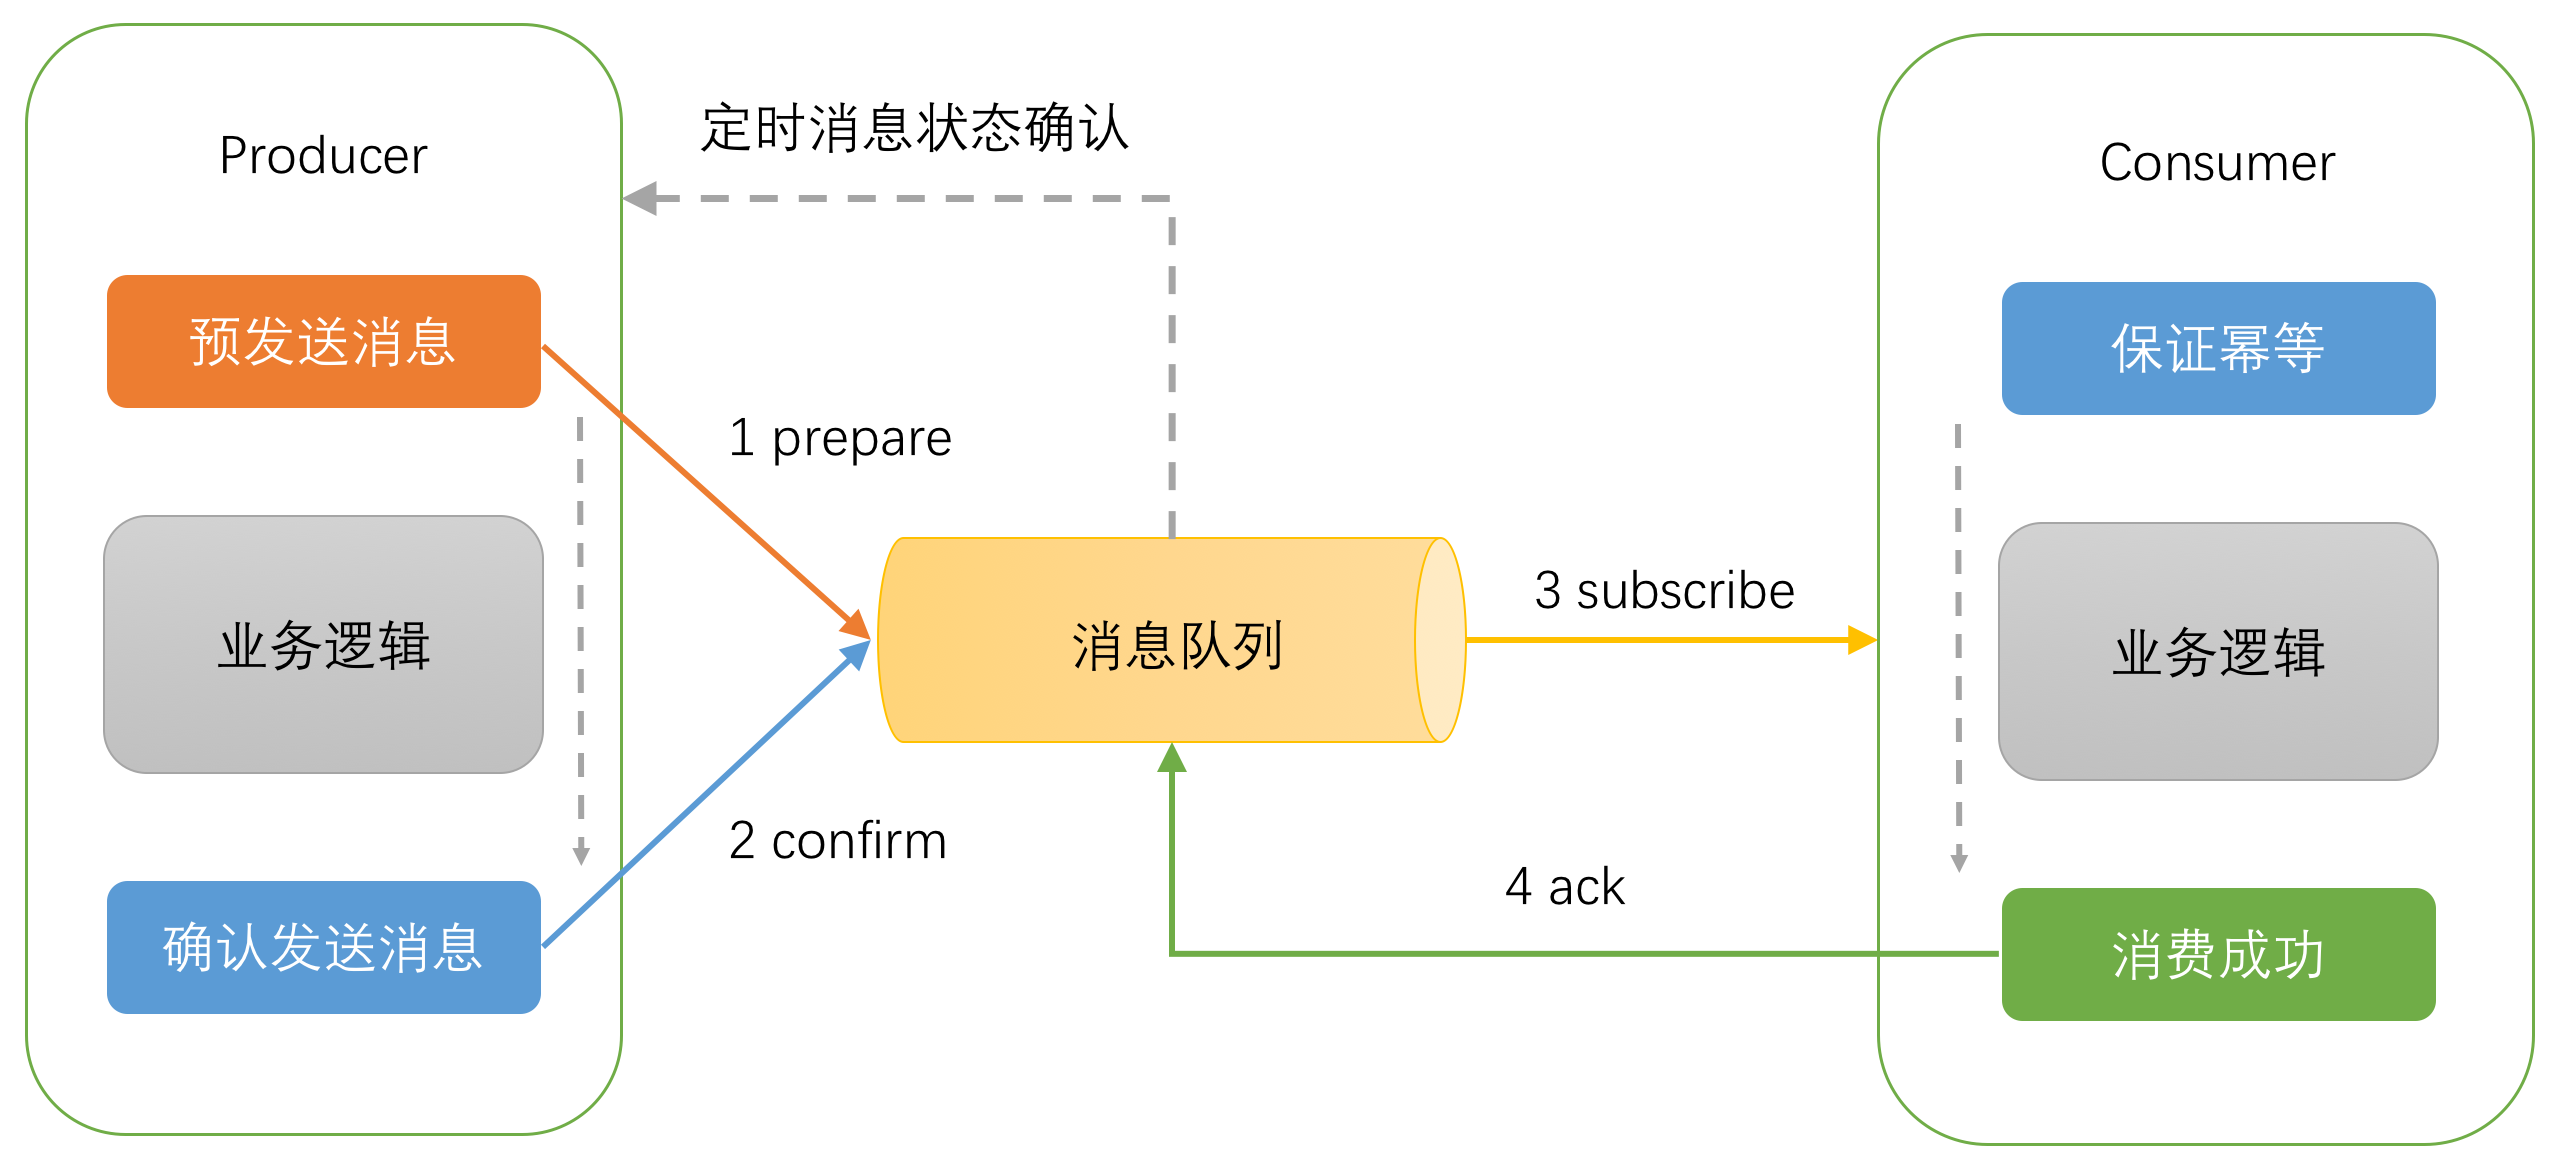 Producer
预发送消息
业务逻辑
确认发送消息
定时消息状态确认
1 prepare
2 confirm
消息队列
3 subscribe
4 ack
Consumer
保证幂等
业务逻辑
消费成功